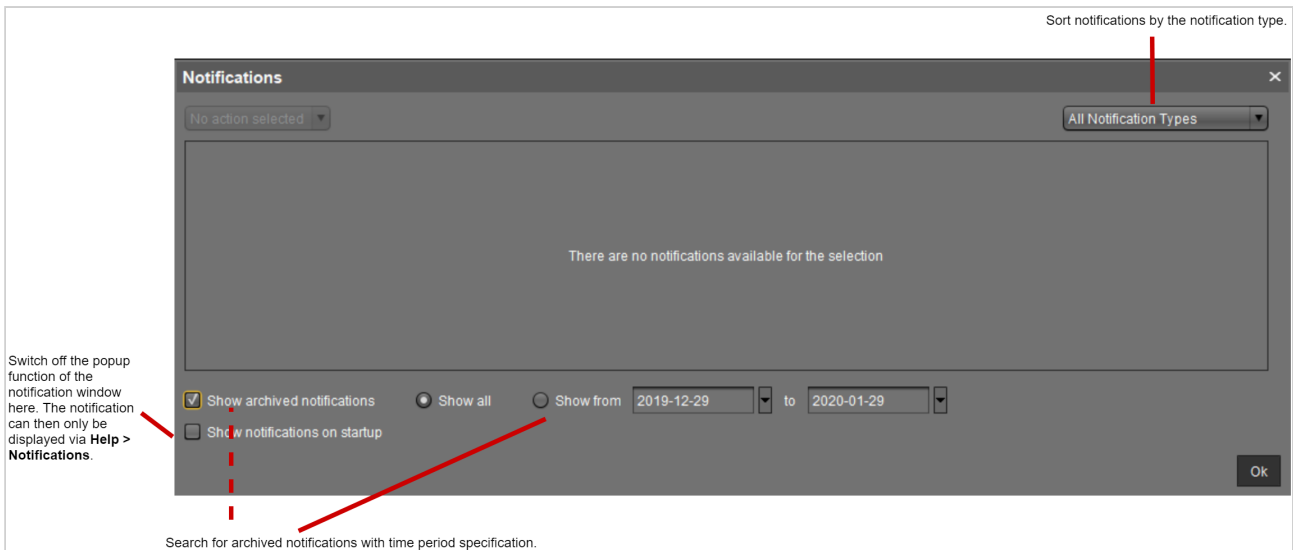 Sort notifications by the notification type.
Notifications
No action selected
All Notification Types
There are no notifications available for the selection
Switch off the popup
function of the
notification window
here. The notification
can then only be
displayed via Help >
Notifications.
Show archived notifications Show all Show from 2019-12-29 to 2020-01-29
Show notifications on startup
Ok
Search for archived notifications with time period specification.